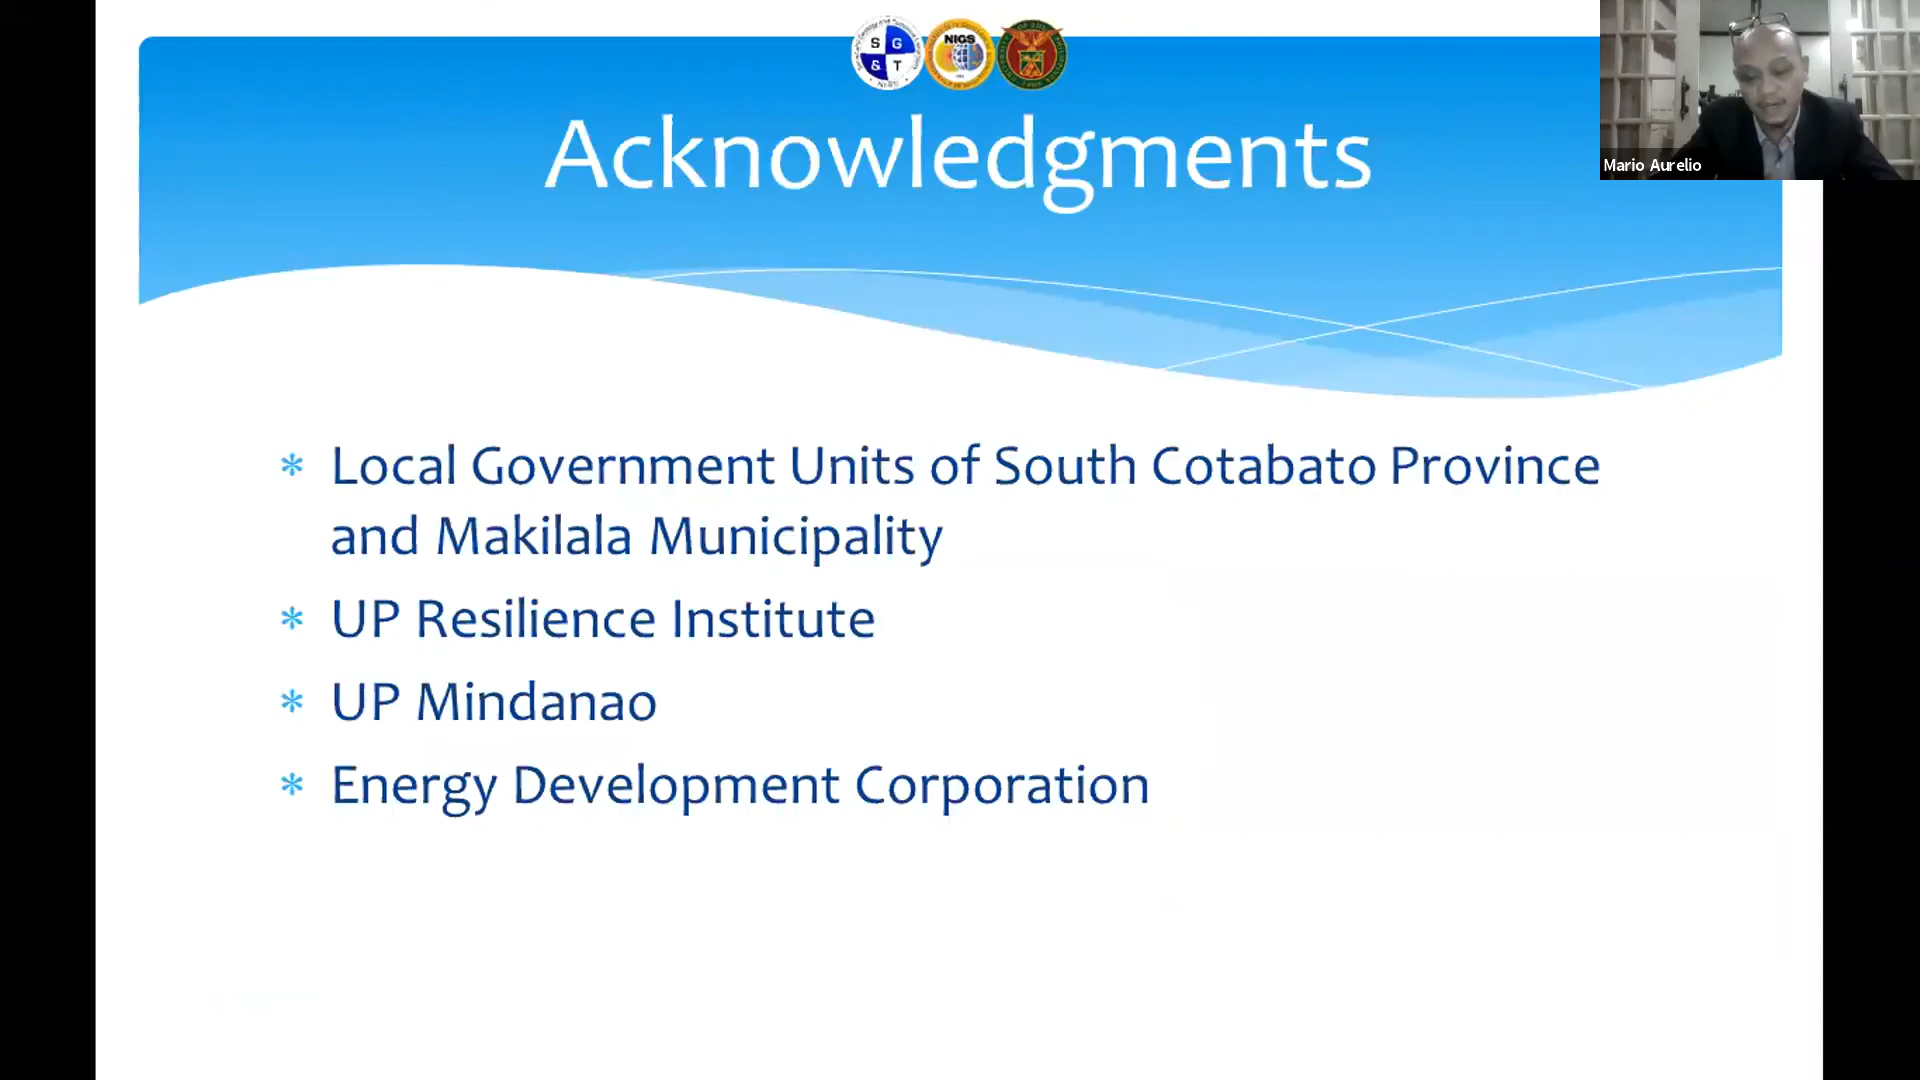 S G
& T
NIGS
Acknowledgments
Mario Aurelio
* Local Government Units of South Cotabato Province
and Makilala Municipality
* UP Resilience Institute
* UP Mindanao
* Energy Development Corporation